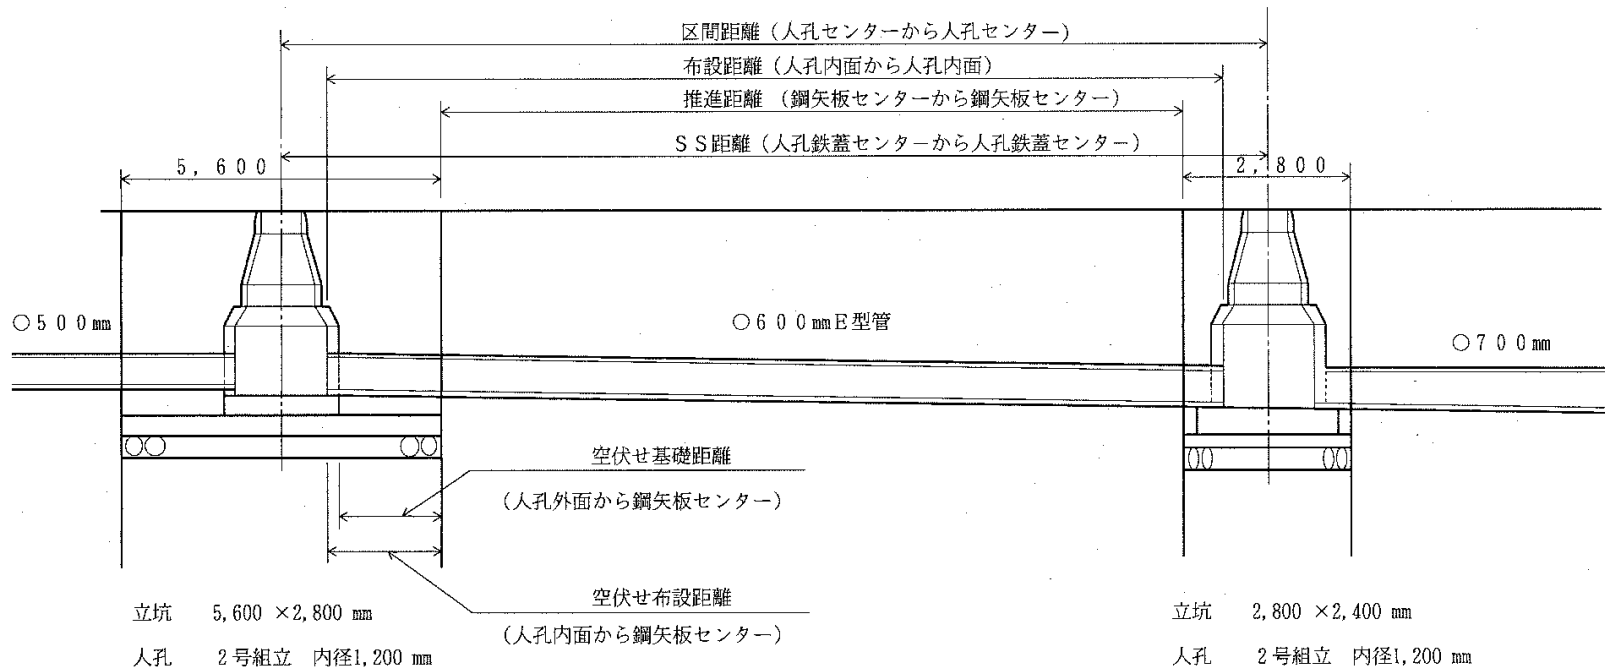 区間距離（人孔センターから人孔センター）
布設距離（人孔内面から人孔内面）
推進距離 （鋼矢板センターから鋼矢板センター）
ＳＳ距離（人孔鉄蓋センターから人孔鉄蓋センター）
５，６００
２，８００
○５００㎜
○６００㎜Ｅ型管
○７００㎜
空伏せ基礎距離
（人孔外面から鋼矢板センター）
空伏せ布設距離
（人孔内面から鋼矢板センター）
立坑 5,600 ×2,800 ㎜
人孔 ２号組立 内径1,200 ㎜
立坑 2,800 ×2,400 ㎜
人孔 ２号組立 内径1,200 ㎜